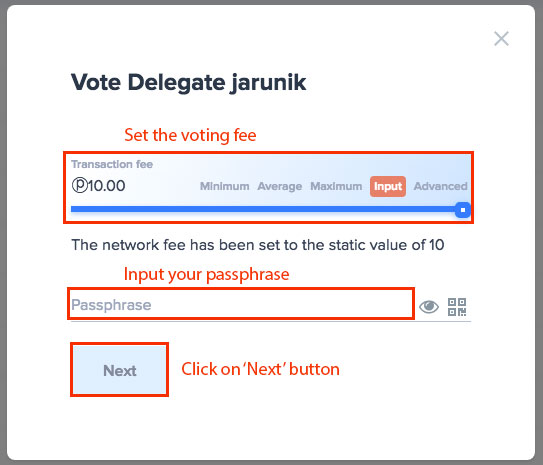 Vote Delegate jarunik
Set the voting fee
Transaction fee
ⓟ10.00 Minimum Average Maximum Input Advanced
The network fee has been set to the static value of 10
Input your passphrase
Passphrase
Next Click on ‘Next’ button